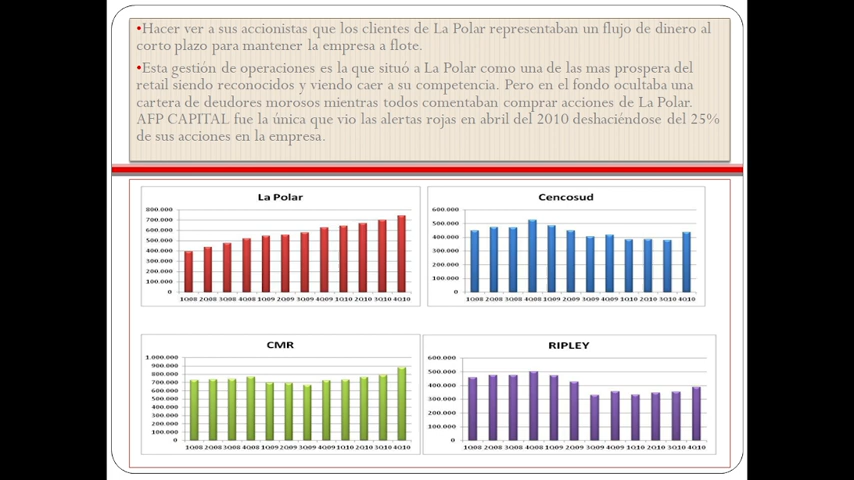 •Hacer ver a sus accionistas que los clientes de La Polar representaban un flujo de dinero al
corto plazo para mantener la empresa a flote.
•Esta gestión de operaciones es la que situó a La Polar como una de las mas prospera del
retail siendo reconocidos y viendo caer a su competencia. Pero en el fondo ocultaba una
cartera de deudores morosos mientras todos comentaban comprar acciones de La Polar.
AFP CAPITAL fue la única que vio las alertas rojas en abril del 2010 deshaciéndose del 25%
de sus acciones en la empresa.
La Polar
800.000
700.000
600.000
500.000
400.000
300.000
200.000
100.000
0
1Q08 2Q08 3Q08 4Q08 1Q09 2Q09 3Q09 4Q09 1Q10 2Q10 3Q10 4Q10
Cencosud
600.000
500.000
400.000
300.000
200.000
100.000
0
1Q08 2Q08 3Q08 4Q08 1Q09 2Q09 3Q09 4Q09 1Q10 2Q10 3Q10 4Q10
CMR
1.000.000
900.000
800.000
700.000
600.000
500.000
400.000
300.000
200.000
100.000
0
1Q08 2Q08 3Q08 4Q08 1Q09 2Q09 3Q09 4Q09 1Q10 2Q10 3Q10 4Q10
RIPLEY
600.000
500.000
400.000
300.000
200.000
100.000
0
1Q08 2Q08 3Q08 4Q08 1Q09 2Q09 3Q09 4Q09 1Q10 2Q10 3Q10 4Q10